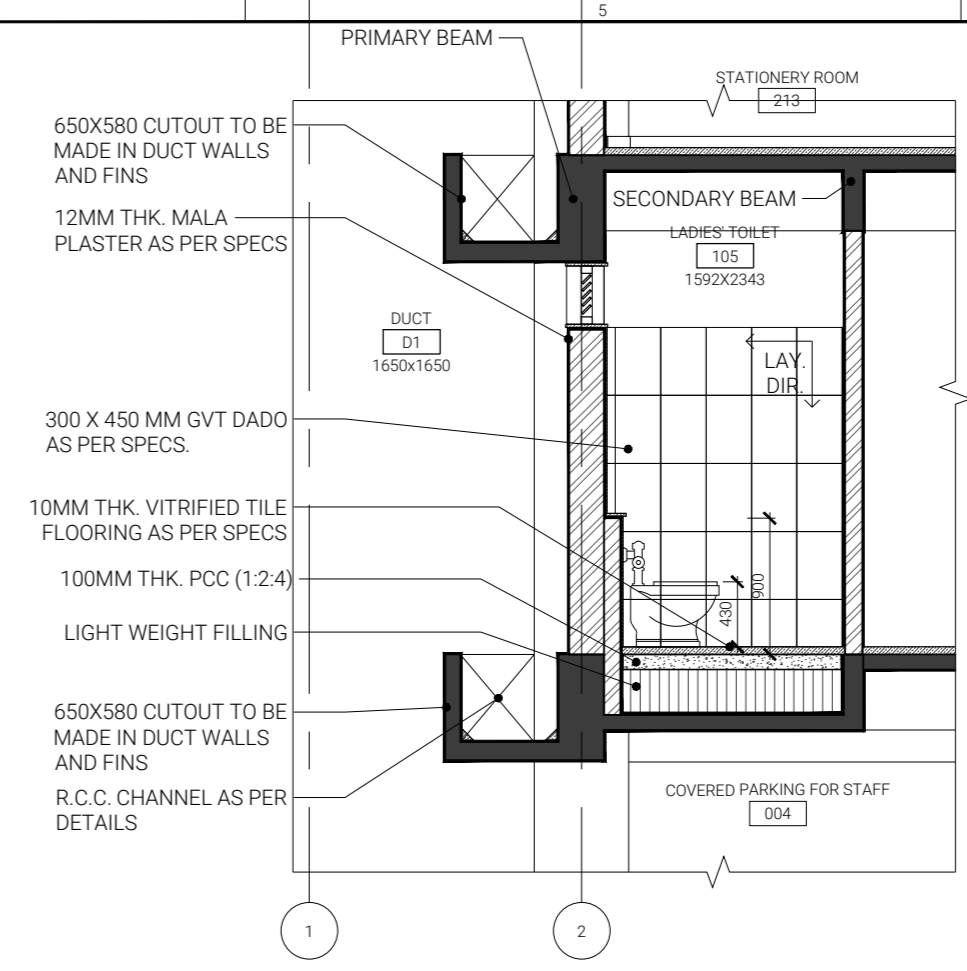 5
PRIMARY BEAM
STATIONERY ROOM
213
650X580 CUTOUT TO BE
MADE IN DUCT WALLS
AND FINS
SECONDARY BEAM
12MM THK. MALA
PLASTER AS PER SPECS
LADIES' TOILET
105
1592X2343
DUCT
D1
1650x1650
LAY.
DIR.
300 X 450 MM GVT DADO
AS PER SPECS.
10MM THK. VITRIFIED TILE
FLOORING AS PER SPECS
100MM THK. PCC (1:2:4)
900
430
LIGHT WEIGHT FILLING
650X580 CUTOUT TO BE
MADE IN DUCT WALLS
AND FINS
R.C.C. CHANNEL AS PER
DETAILS
COVERED PARKING FOR STAFF
004
1
2